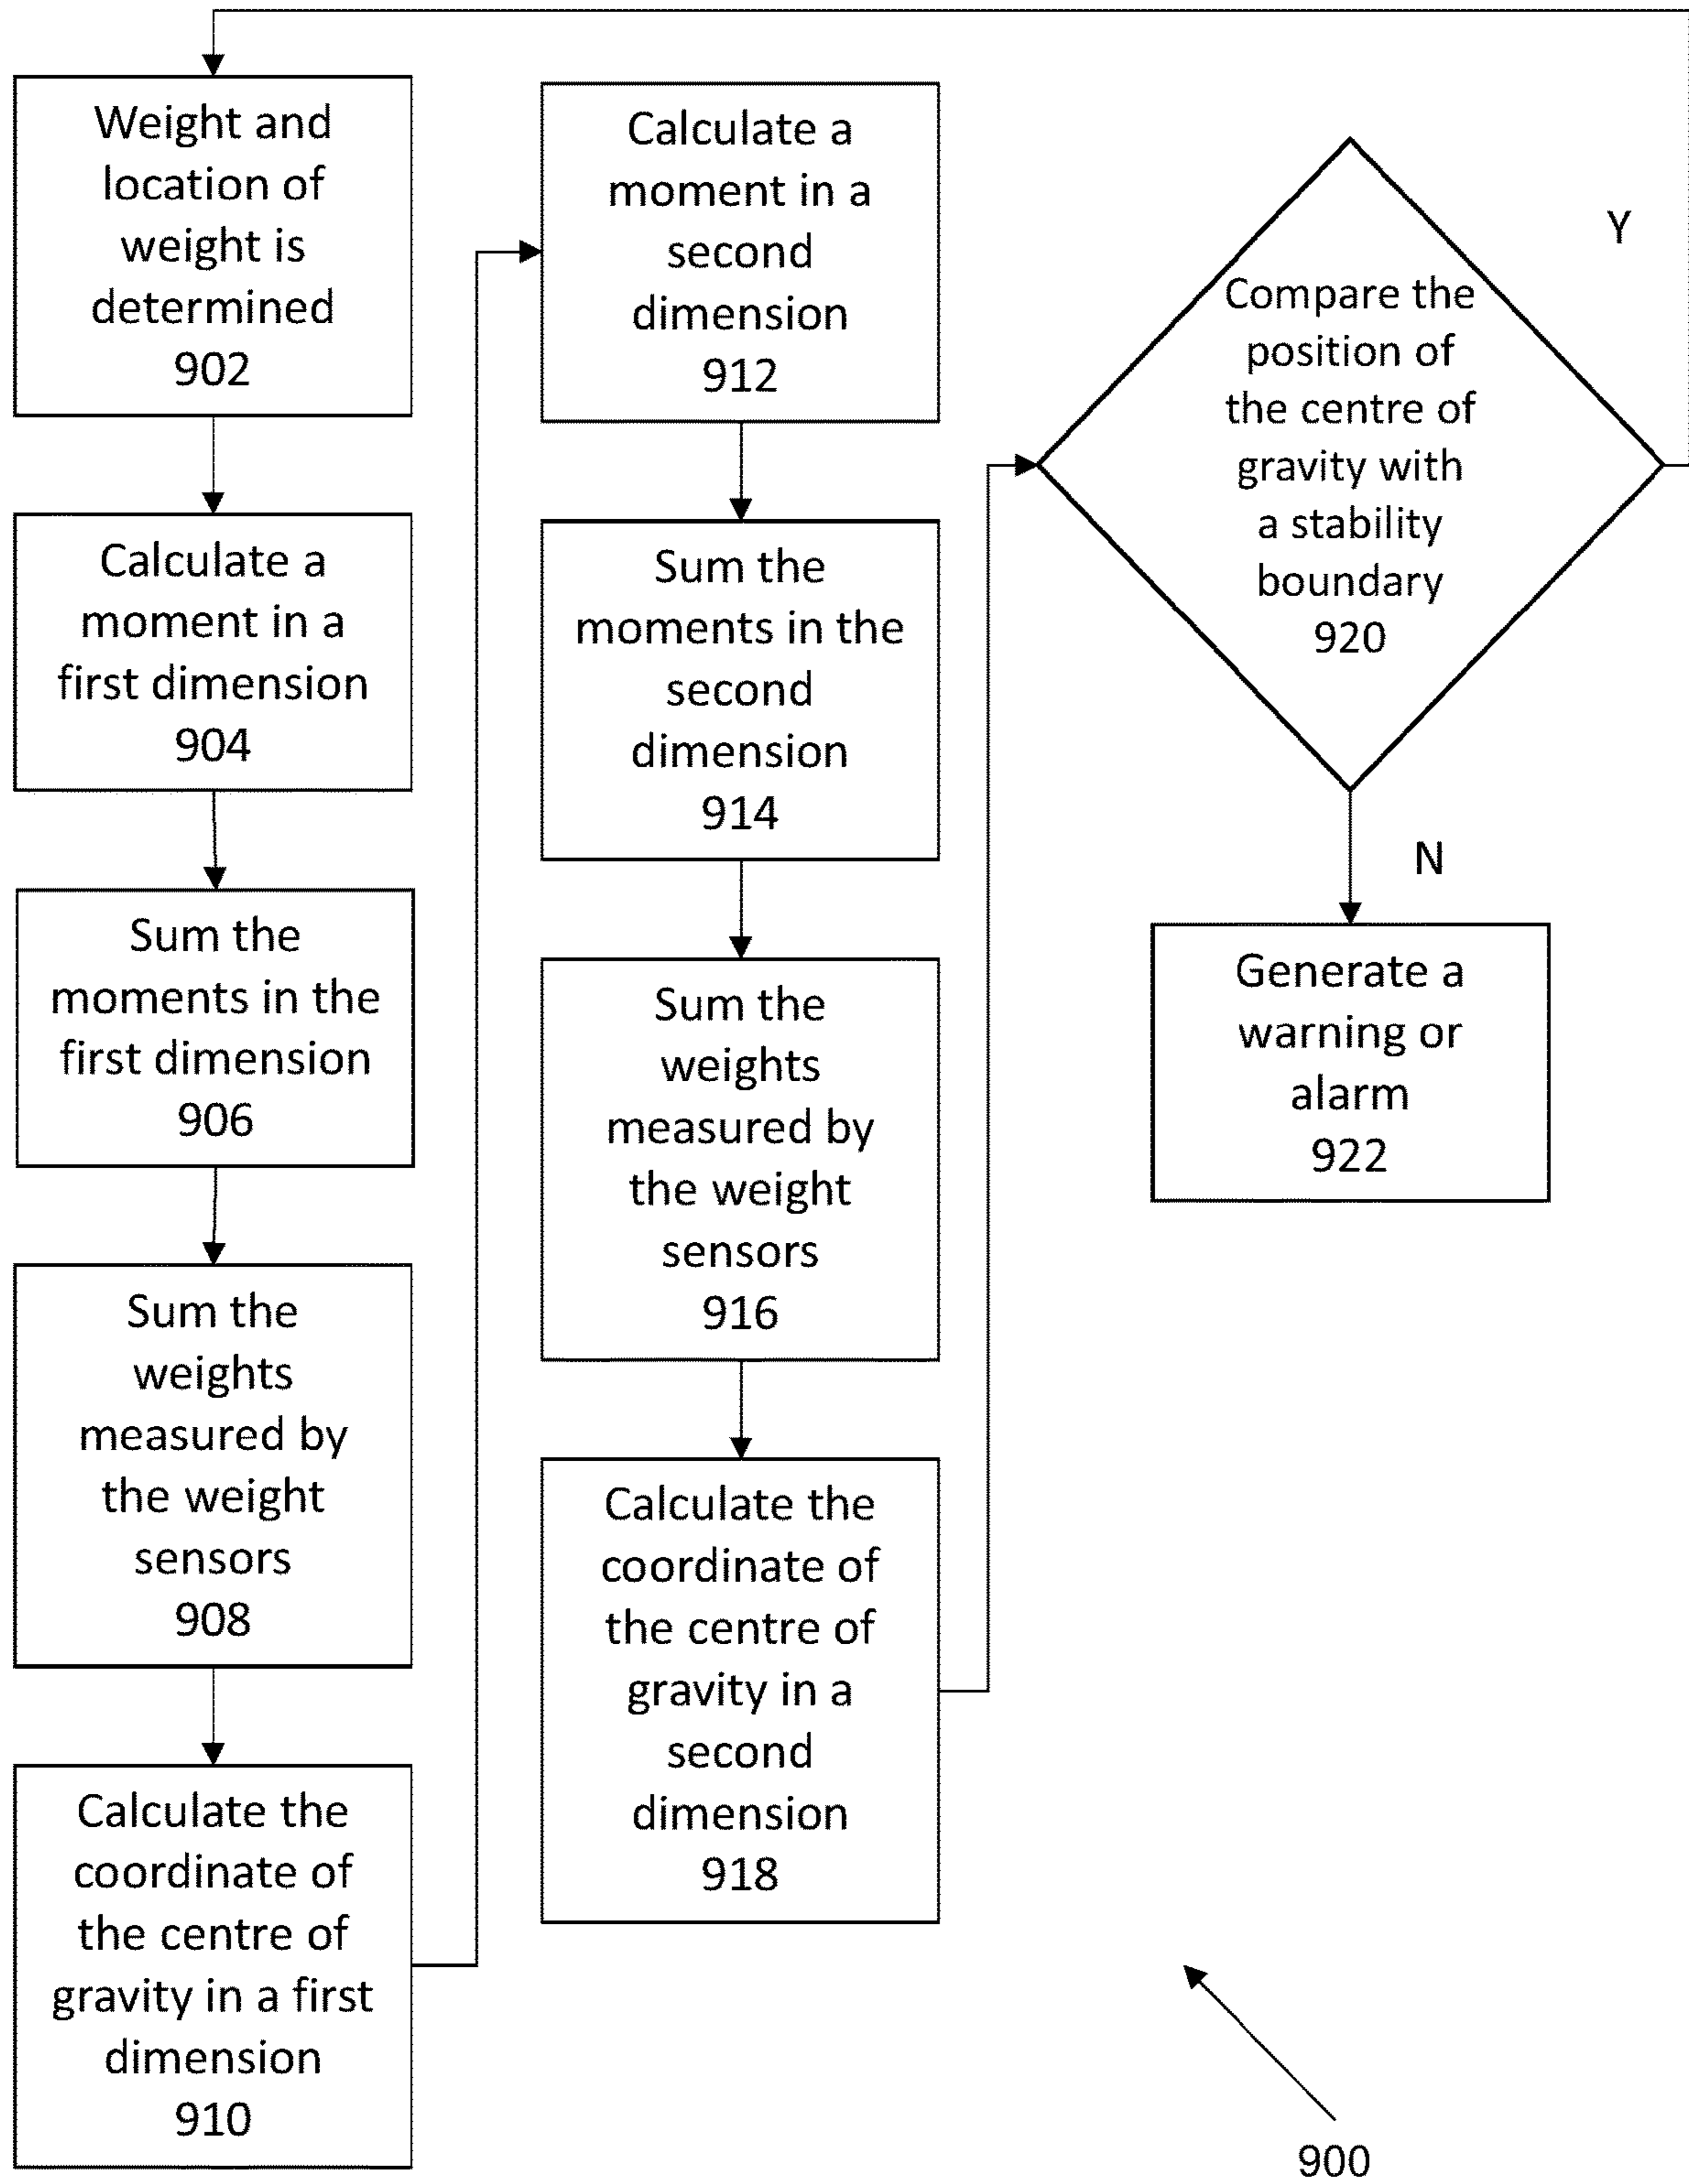 Weight and
location of
weight is
determined
902
Calculate a
moment in a
first dimension
904
Sum the
moments in the
first dimension
906
Sum the
weights
measured by
the weight
sensors
908
Calculate the
coordinate of
the centre of
gravity in a first
dimension
910
Calculate a
moment in a
second
dimension
912
Sum the
moments in the
second
dimension
914
Sum the
weights
measured by
the weight
sensors
916
Calculate the
coordinate of
the centre of
gravity in a
second
dimension
918
Compare the
position of
the centre of
gravity with
a stability
boundary
920
Y
N
Generate a
warning or
alarm
922
900